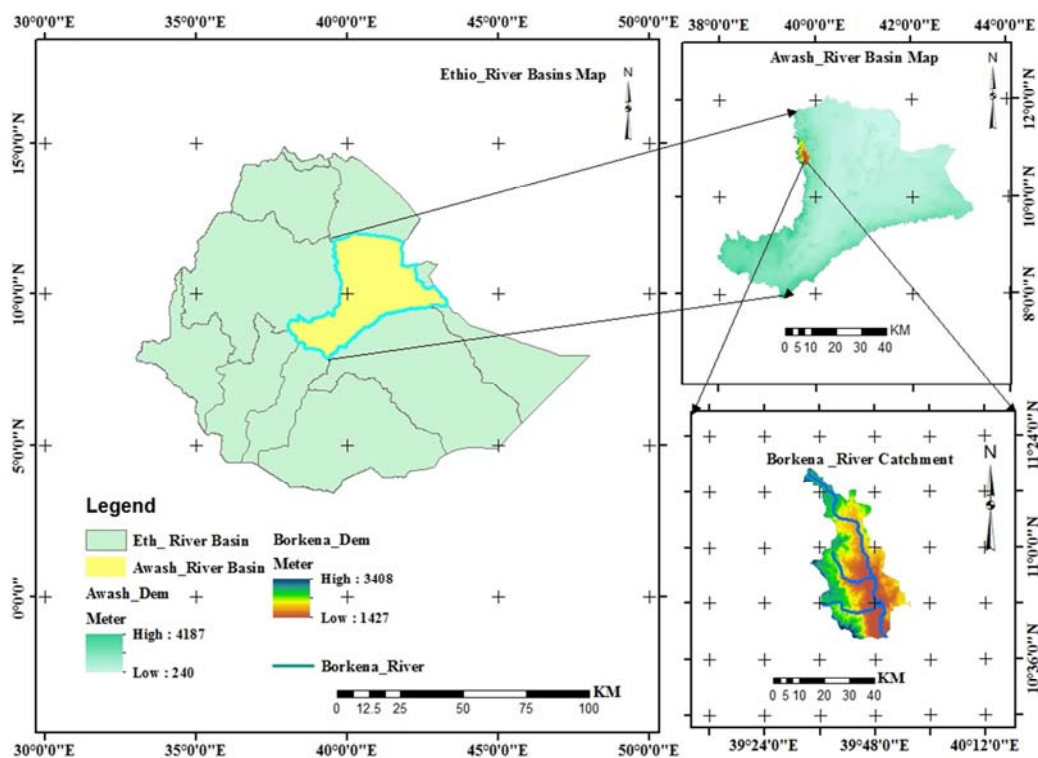 30°0'0"E 35°0'0"E 40°0'0"E 45°0'0"E 50°0'0"E
Ethio_River Basins Map
N
15°0'0"N
10°0'0"N
5°0'0"N
0°0'0"
Legend
Eth_ River Basin
Awash_River Basin
Awash_Dem
Meter
High : 4187
Low : 240
Borkena_Dem
Meter
High : 3408
Low : 1427
Borkena_River
KM
0 12.5 25 50 75 100
30°0'0"E 35°0'0"E 40°0'0"E 45°0'0"E 50°0'0"E
38°0'0"E 40°0'0"E 42°0'0"E 44°0'0"E
Awash_River Basin Map
N
12°0'0"N
10°0'0"N
8°0'0"N
KM
0 5 10 20 30 40
Borkena _River Catchment
N
11°24'0"N
11°0'0"N
10°36'0"N
KM
0 5 10 20 30 40
39°24'0"E 39°48'0"E 40°12'0"E